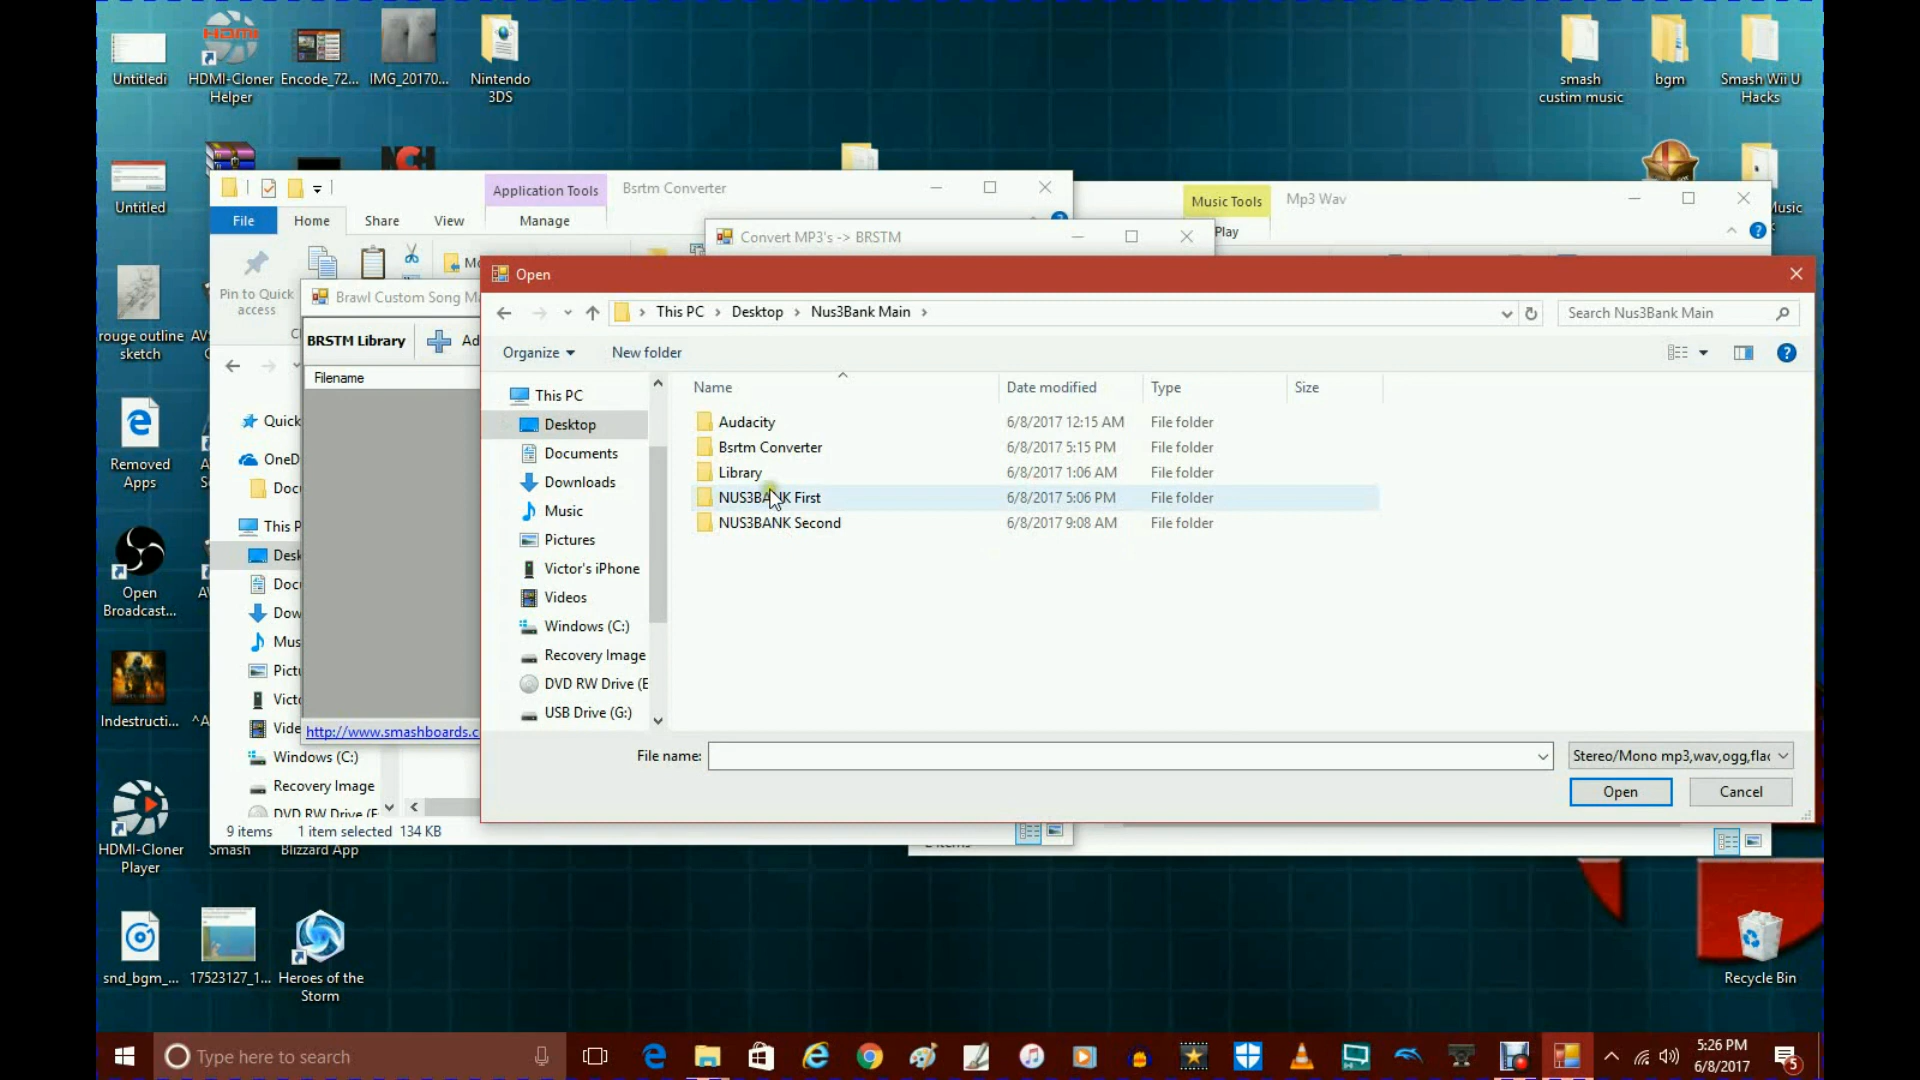 Untitledi
HDMI-Cloner
Helper
Encode_72...
IMG_20170...
Nintendo
3DS
smash
custim music
bgm
Smash Wii U
Hacks
Untitled
Application Tools
Bsrtm Converter
File
Home
Share
View
Manage
Music Tools
Mp3 Wav
Play
Convert MP3's -> BRSTM
Pin to Quick
access
Brawl Custom Song Ma
BRSTM Library
Ad
Filename
http://www.smashboards.c
Quick
OneD
Docu
This P
Desk
Docu
Dow
Mus
Pictu
Victo
Vide
Windows (C:)
Recovery Image
DVD RW Drive (E
9 items
1 item selected 134 KB
Open
This PC
Desktop
Nus3Bank Main
Search Nus3Bank Main
Organize
New folder
This PC
Desktop
Documents
Downloads
Music
Pictures
Victor's iPhone
Videos
Windows (C:)
Recovery Image
DVD RW Drive (E
USB Drive (G:)
Name
Date modified
Type
Size
Audacity
6/8/2017 12:15 AM
File folder
Bsrtm Converter
6/8/2017 5:15 PM
File folder
Library
6/8/2017 1:06 AM
File folder
NUS3BANK First
6/8/2017 5:06 PM
File folder
NUS3BANK Second
6/8/2017 9:08 AM
File folder
File name:
Stereo/Mono mp3,wav,ogg,flac
Open
Cancel
rouge outline
sketch
Removed
Apps
Open
Broadcast...
Indestructi...
HDMI-Cloner
Player
Smash
Blizzard App
snd_bgm_...
17523127_1...
Heroes of the
Storm
Recycle Bin
Type here to search
5:26 PM
6/8/2017
5